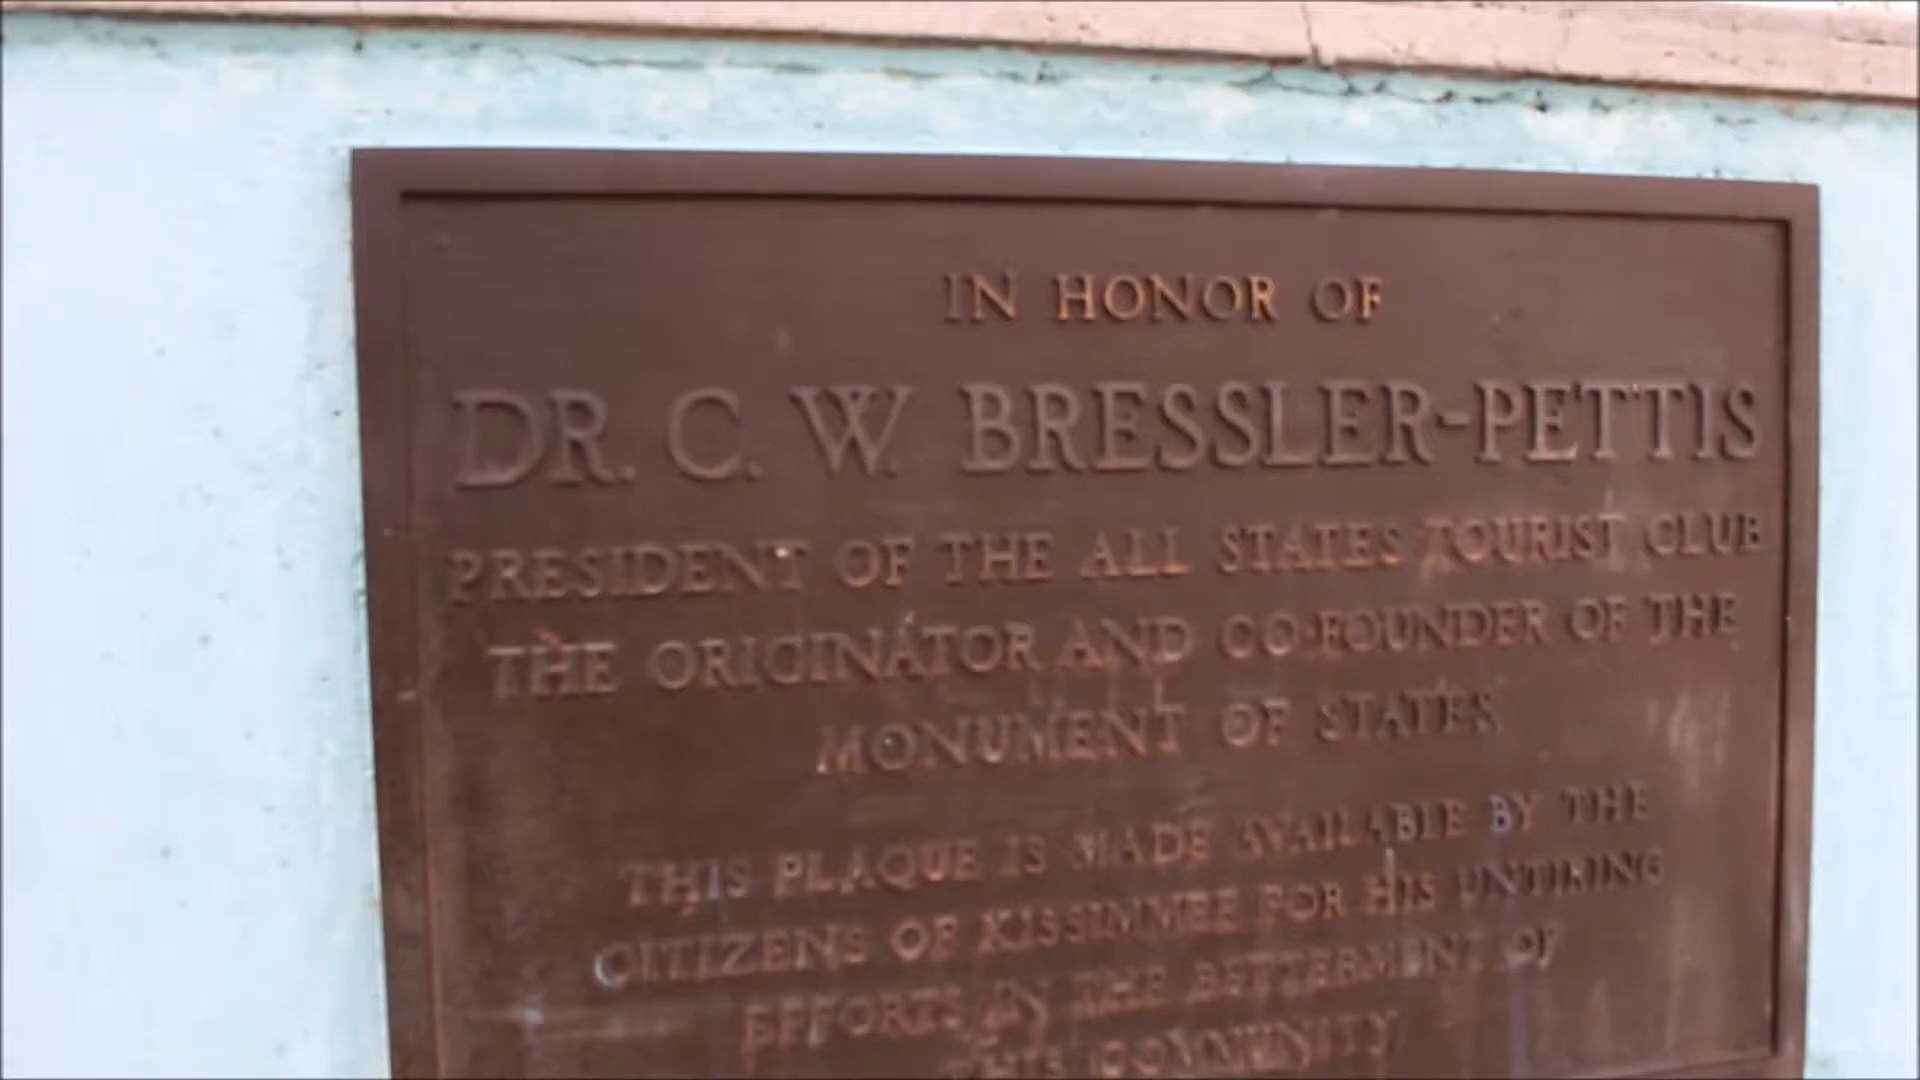 IN HONOR OF
DR. C. W. BRESSLER-PETTIS
PRESIDENT OF THE ALL STATES TOURIST CLUB
THE ORIGINATOR AND CO-FOUNDER OF THE
MONUMENT OF STATES
THIS PLAQUE IS MADE AVAILABLE BY THE
CITIZENS OF KISSIMMEE FOR HIS UNTIRING
EFFORTS IN THE BETTERMENT OF
THIS COMMUNITY